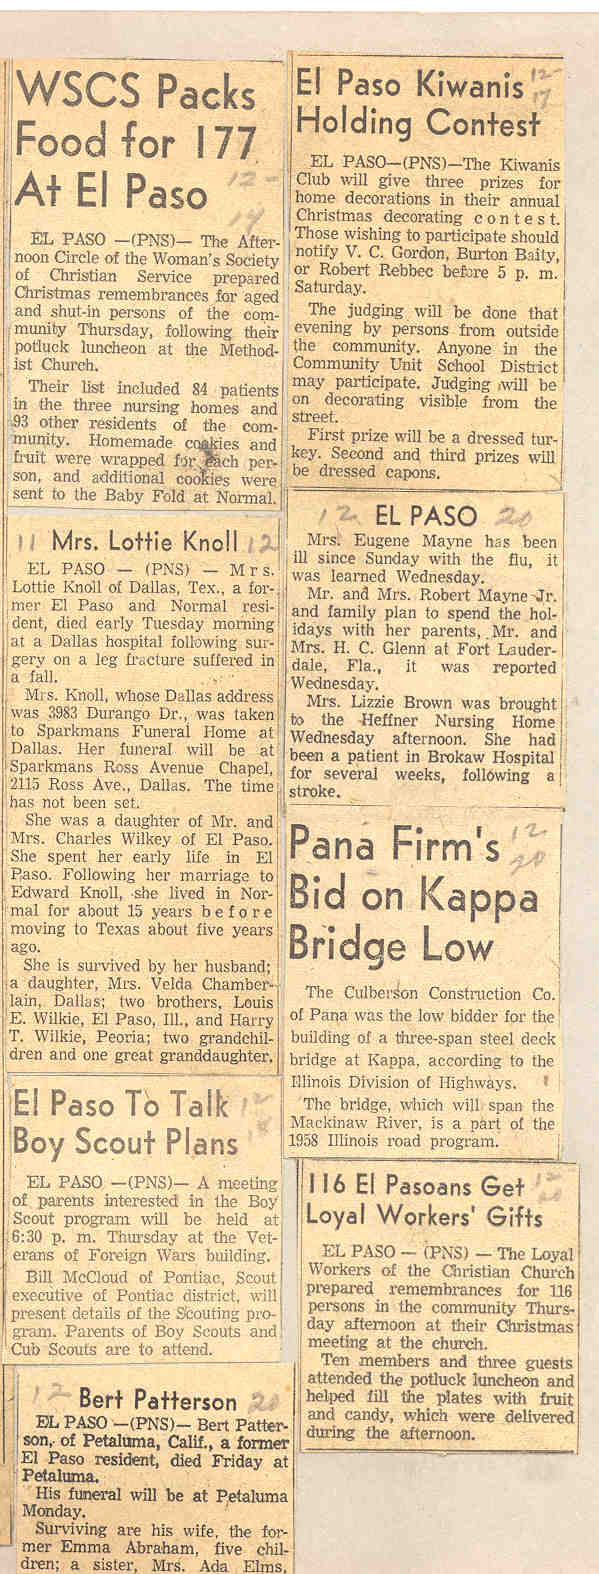 WSCS Packs
Food for 177
At El Paso
12-
19
EL PASO —(PNS)— The After-
noon Circle of the Woman's Society
of Christian Service prepared
Christmas remembrances for aged
and shut-in persons of the com-
munity Thursday, following their
potluck luncheon at the Method-
ist Church.
Their list included 84 patients
in the three nursing homes and
93 other residents of the com-
munity. Homemade cookies and
fruit were wrapped for each per-
son, and additional cookies were
sent to the Baby Fold at Normal.
11 Mrs. Lottie Knoll 12
EL PASO — (PNS) — Mrs.
Lottie Knoll of Dallas, Tex., a for-
mer El Paso and Normal resi-
dent, died early Tuesday morning
at a Dallas hospital following sur-
gery on a leg fracture suffered in
a fall.
Mrs. Knoll, whose Dallas address
was 3983 Durango Dr., was taken
to Sparkmans Funeral Home at
Dallas. Her funeral will be at
Sparkmans Ross Avenue Chapel,
2115 Ross Ave., Dallas. The time
has not been set.
She was a daughter of Mr. and
Mrs. Charles Wilkey of El Paso.
She spent her early life in El
Paso. Following her marriage to
Edward Knoll, she lived in Nor-
mal for about 15 years before
moving to Texas about five years
ago.
She is survived by her husband;
a daughter, Mrs. Velda Chamber-
lain, Dallas; two brothers, Louis
E. Wilkie, El Paso, Ill., and Harry
T. Wilkie, Peoria; two grandchil-
dren and one great granddaughter.
El Paso To Talk 12
Boy Scout Plans 18
EL PASO —(PNS)— A meeting
of parents interested in the Boy
Scout program will be held at
6:30 p. m. Thursday at the Vet-
erans of Foreign Wars building.
Bill McCloud of Pontiac, Scout
executive of Pontiac district, will
present details of the Scouting pro-
gram. Parents of Boy Scouts and
Cub Scouts are to attend.
12 Bert Patterson 20
EL PASO —(PNS)— Bert Patter-
son, of Petaluma, Calif., a former
El Paso resident, died Friday at
Petaluma.
His funeral will be at Petaluma
Monday.
Surviving are his wife, the for-
mer Emma Abraham, five chil-
dren; a sister, Mrs. Ada Elms,
El Paso Kiwanis 12-
Holding Contest 17
EL PASO—(PNS)—The Kiwanis
Club will give three prizes for
home decorations in their annual
Christmas decorating contest.
Those wishing to participate should
notify V. C. Gordon, Burton Baity,
or Robert Rebbec before 5 p. m.
Saturday.
The judging will be done that
evening by persons from outside
the community. Anyone in the
Community Unit School District
may participate. Judging will be
on decorating visible from the
street.
First prize will be a dressed tur-
key. Second and third prizes will
be dressed capons.
12 EL PASO 20
Mrs. Eugene Mayne has been
ill since Sunday with the flu, it
was learned Wednesday.
Mr. and Mrs. Robert Mayne Jr.
and family plan to spend the hol-
idays with her parents, Mr. and
Mrs. H. C. Glenn at Fort Lauder-
dale, Fla., it was reported
Wednesday.
Mrs. Lizzie Brown was brought
to the Heffner Nursing Home
Wednesday afternoon. She had
been a patient in Brokaw Hospital
for several weeks, following a
stroke.
Pana Firm's 12
20
Bid on Kappa
Bridge Low
The Culberson Construction Co.
of Pana was the low bidder for the
building of a three-span steel deck
bridge at Kappa, according to the
Illinois Division of Highways.
The bridge, which will span the
Mackinaw River, is a part of the
1958 Illinois road program.
116 El Pasoans Get 12
Loyal Workers' Gifts 20
EL PASO — (PNS) — The Loyal
Workers of the Christian Church
prepared remembrances for 116
persons in the community Thurs-
day afternoon at their Christmas
meeting at the church.
Ten members and three guests
attended the potluck luncheon and
helped fill the plates with fruit
and candy, which were delivered
during the afternoon.